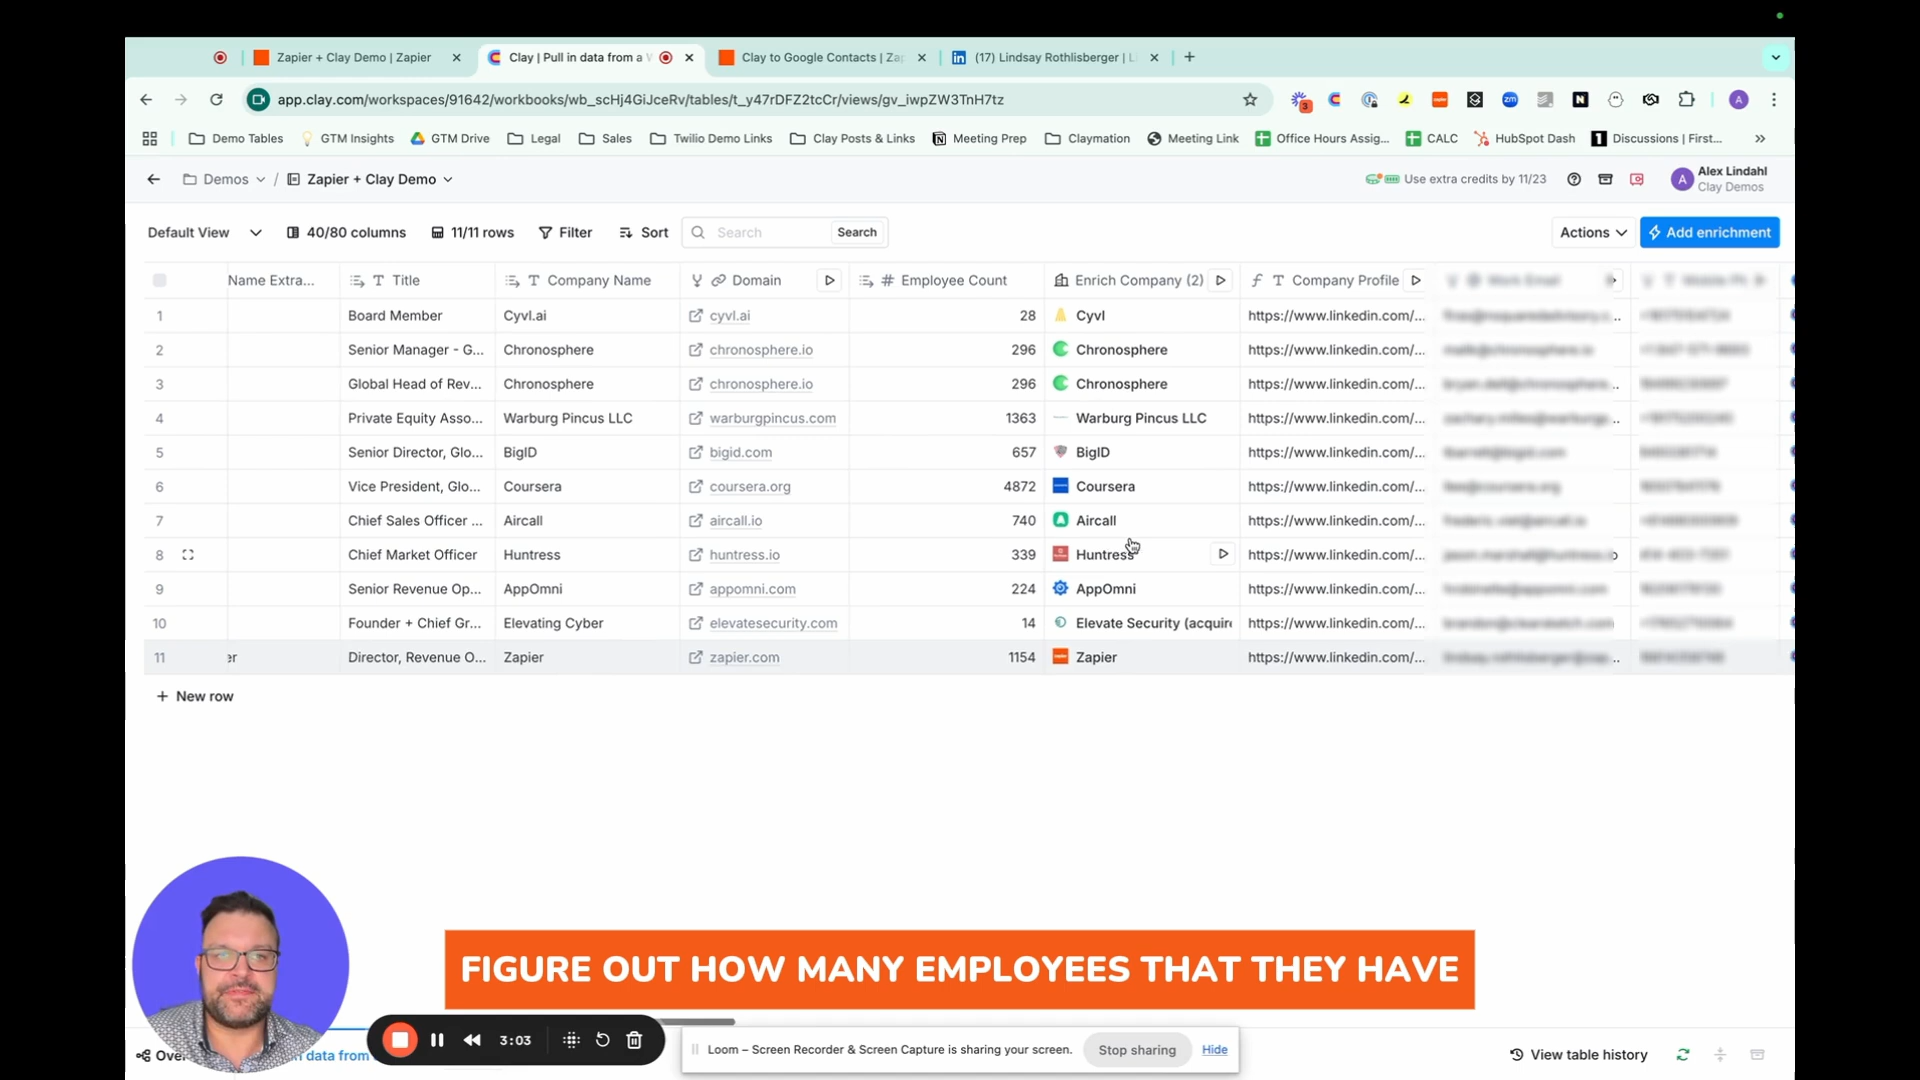 Zapier + Clay Demo | Zapier
Clay | Pull in data from a W
Clay to Google Contacts | Zap
(17) Lindsay Rothlisberger | Li
app.clay.com/workspaces/91642/workbooks/wb_scHj4GiJceRv/tables/t_y47rDFZ2tcCr/views/gv_iwpZW3TnH7tz
Demo Tables GTM Insights GTM Drive Legal Sales Twilio Demo Links Clay Posts & Links Meeting Prep Claymation Meeting Link Office Hours Assig... CALC HubSpot Dash Discussions | First...
Demos / Zapier + Clay Demo
Use extra credits by 11/23
Alex Lindahl
Clay Demos
Default View 40/80 columns 11/11 rows Filter Sort Search Search Actions Add enrichment
Name Extra... Title Company Name Domain Employee Count Enrich Company (2) Company Profile
1 Board Member Cyvl.ai cyvl.ai 28 Cyvl https://www.linkedin.com/...
2 Senior Manager - G... Chronosphere chronosphere.io 296 Chronosphere https://www.linkedin.com/...
3 Global Head of Rev... Chronosphere chronosphere.io 296 Chronosphere https://www.linkedin.com/...
4 Private Equity Asso... Warburg Pincus LLC warburgpincus.com 1363 Warburg Pincus LLC https://www.linkedin.com/...
5 Senior Director, Glo... BigID bigid.com 657 BigID https://www.linkedin.com/...
6 Vice President, Glo... Coursera coursera.org 4872 Coursera https://www.linkedin.com/...
7 Chief Sales Officer ... Aircall aircall.io 740 Aircall https://www.linkedin.com/...
8 Chief Market Officer Huntress huntress.io 339 Huntress https://www.linkedin.com/...
9 Senior Revenue Op... AppOmni appomni.com 224 AppOmni https://www.linkedin.com/...
10 Founder + Chief Gr... Elevating Cyber elevatesecurity.com 14 Elevate Security (acquire https://www.linkedin.com/...
11 er Director, Revenue O... Zapier zapier.com 1154 Zapier https://www.linkedin.com/...
+ New row
FIGURE OUT HOW MANY EMPLOYEES THAT THEY HAVE
3:03
Loom – Screen Recorder & Screen Capture is sharing your screen. Stop sharing Hide
Over
data from
View table history